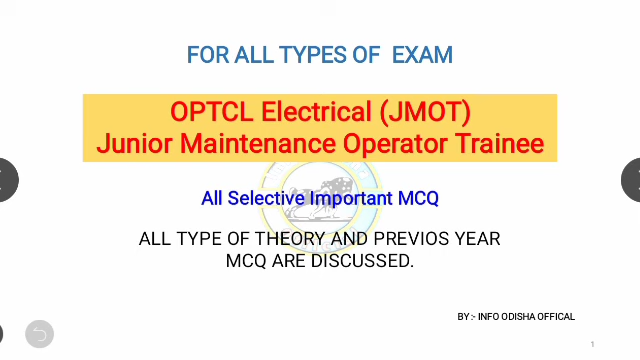 FOR ALL TYPES OF EXAM
OPTCL Electrical (JMOT)
Junior Maintenance Operator Trainee
All Selective Important MCQ
ALL TYPE OF THEORY AND PREVIOS YEAR
MCQ ARE DISCUSSED.
BY:- INFO ODISHA OFFICAL
1